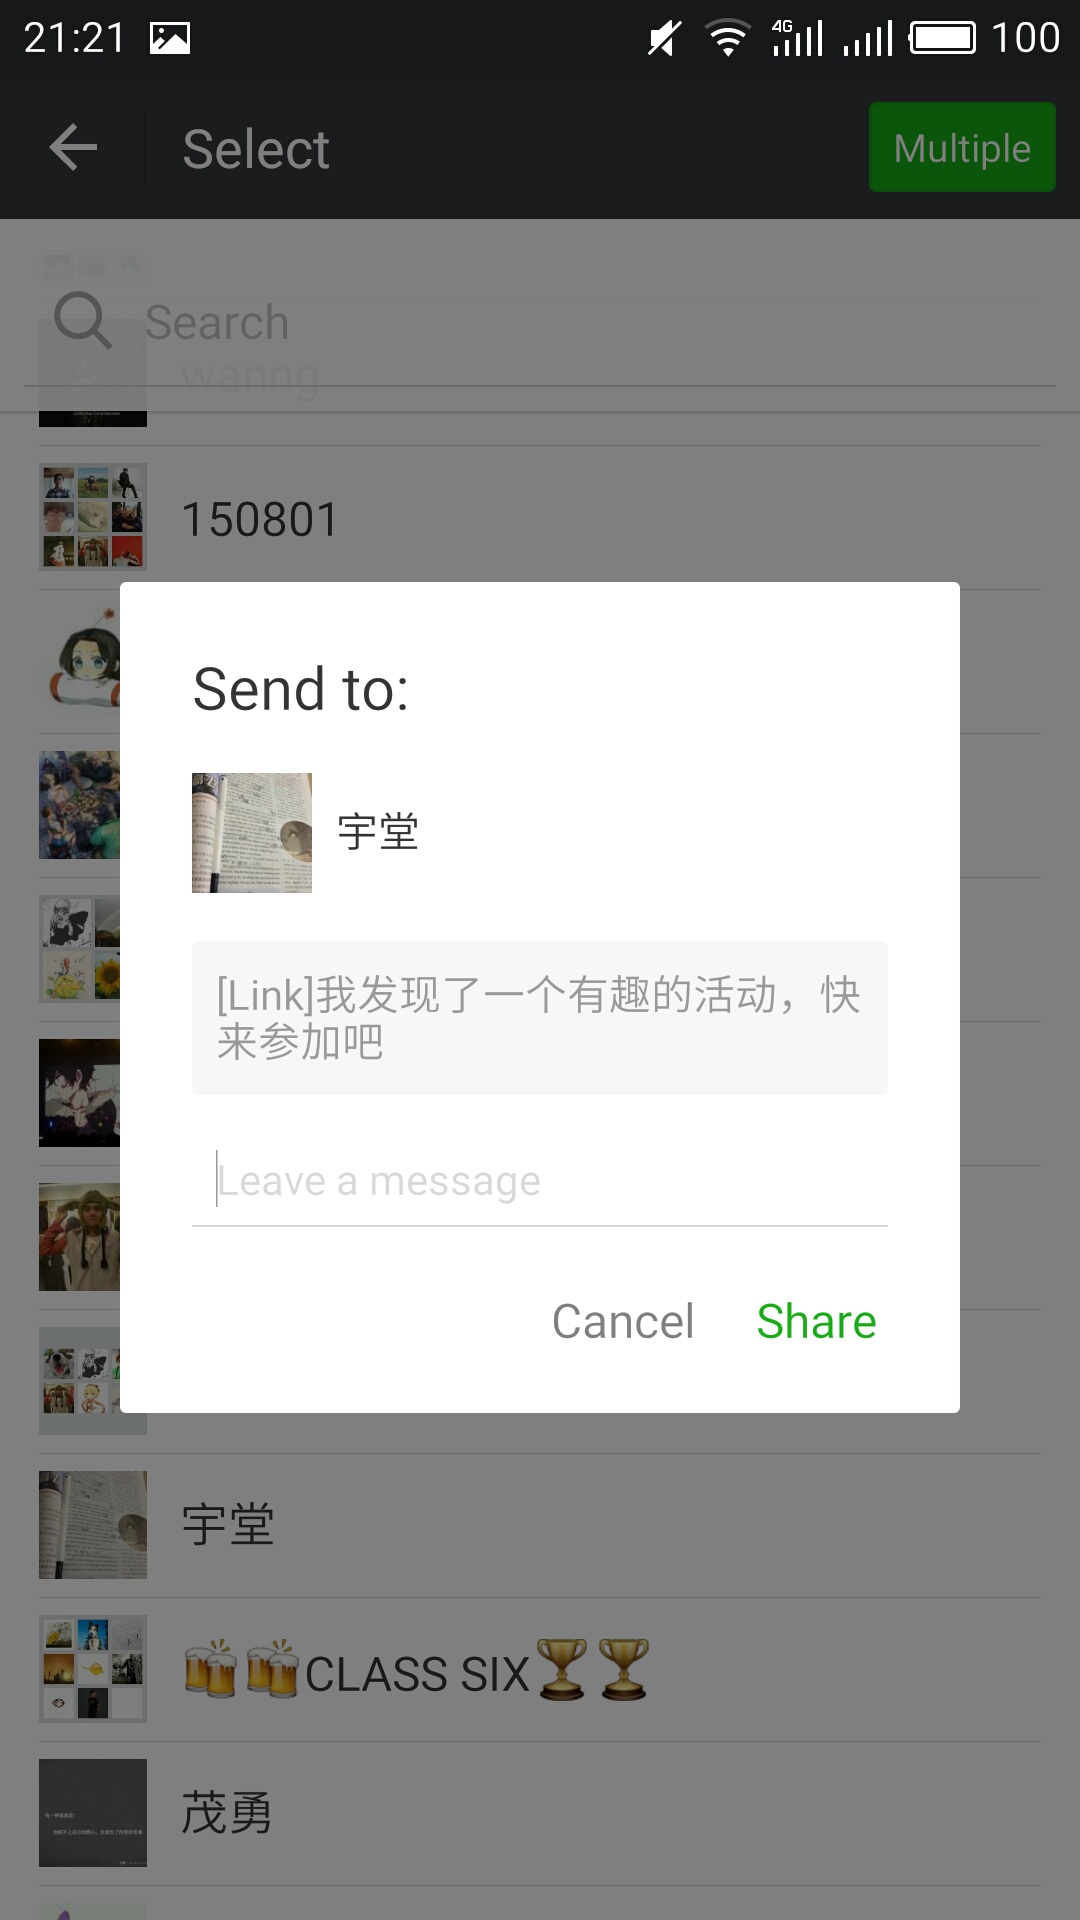 21:21
4G
100
Select
Multiple
Search
wanng
150801
Send to:
宇堂
[Link]我发现了一个有趣的活动，快
来参加吧
Leave a message
Cancel
Share
宇堂
🍻🍻CLASS SIX🏆🏆
茂勇